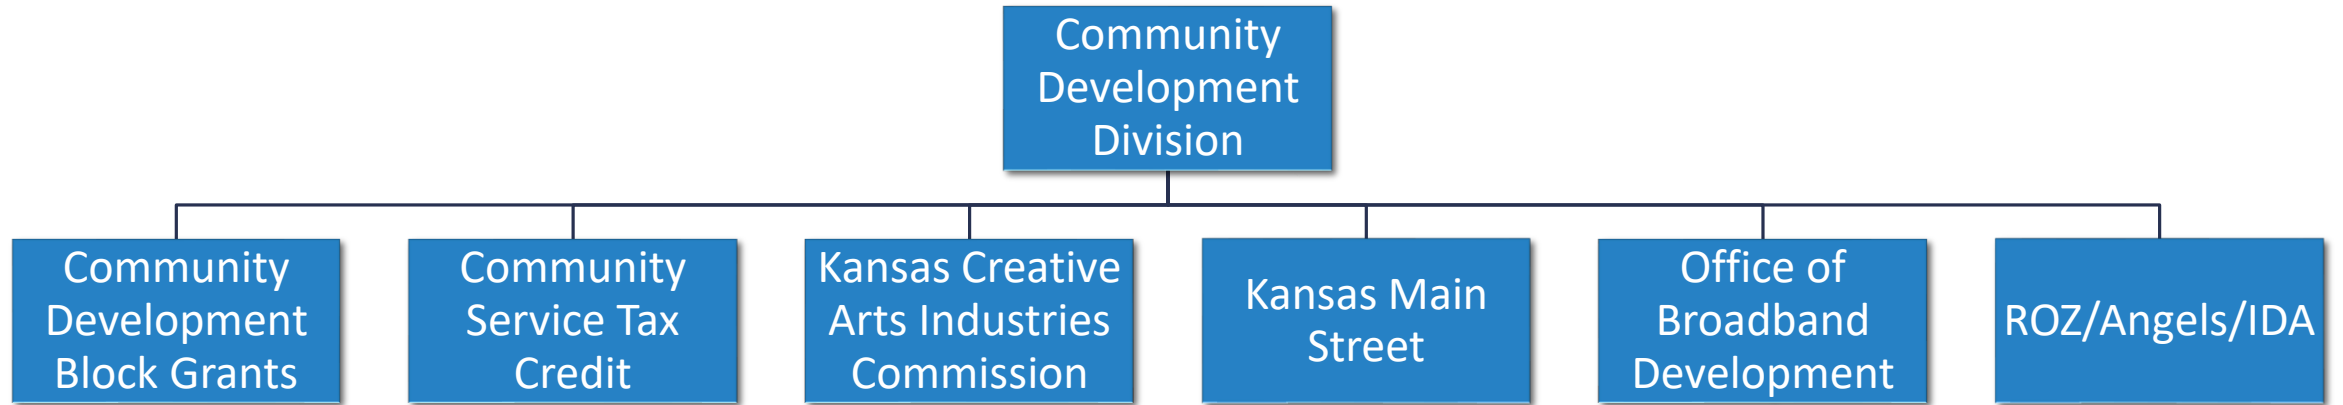 Community
Development
Division
Community
Development
Block Grants
Community
Service Tax
Credit
Kansas Creative
Arts Industries
Commission
Kansas Main
Street
Office of
Broadband
Development
ROZ/Angels/IDA